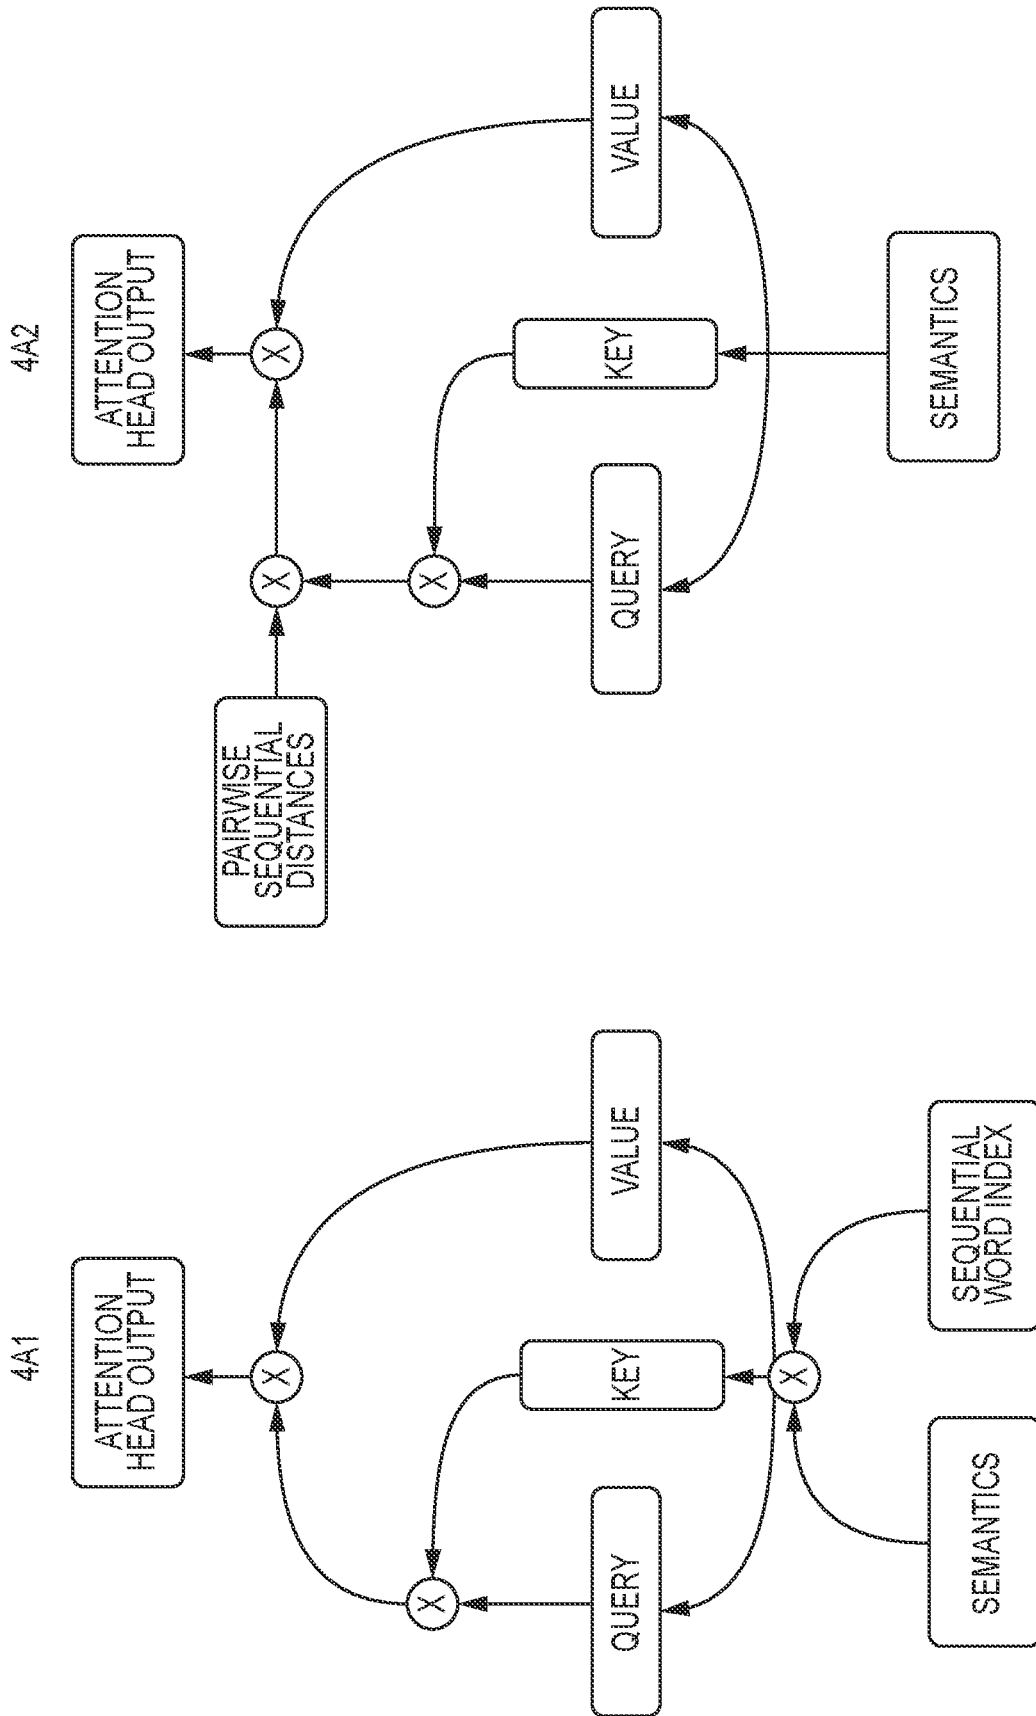 4A1
ATTENTION
HEAD OUTPUT
X
X
QUERY
KEY
VALUE
X
SEMANTICS
SEQUENTIAL
WORD INDEX
4A2
ATTENTION
HEAD OUTPUT
PAIRWISE
SEQUENTIAL
DISTANCES
X
X
X
QUERY
KEY
VALUE
SEMANTICS